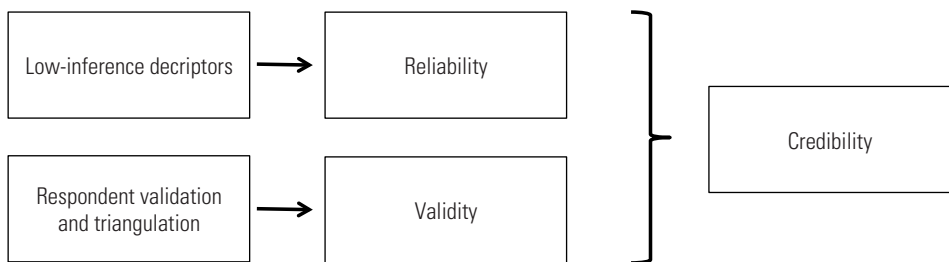 Low-inference decriptors
Reliability
Credibility
Respondent validation
and triangulation
Validity